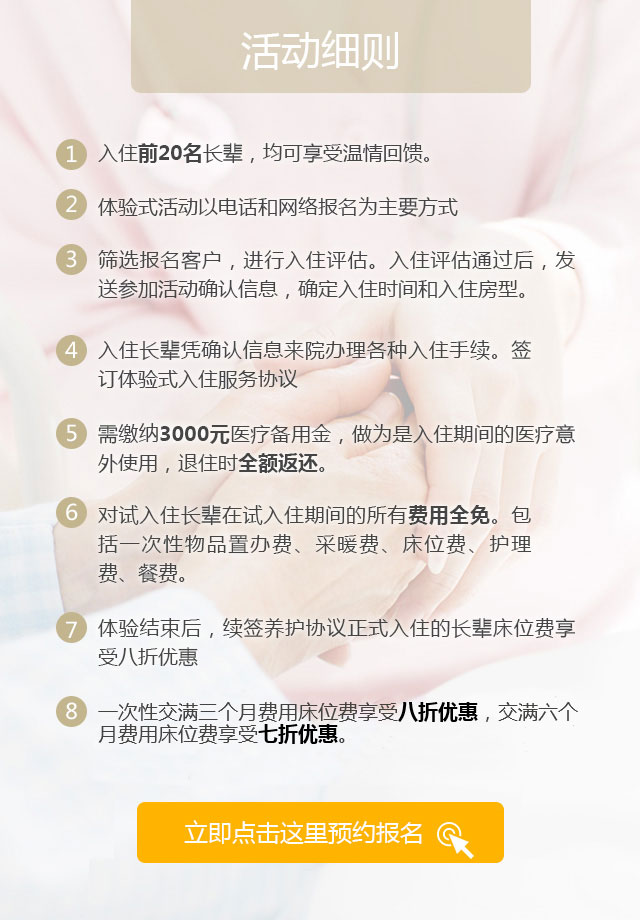 活动细则
1 入住前20名长辈，均可享受温情回馈。
2 体验式活动以电话和网络报名为主要方式
3 筛选报名客户，进行入住评估。入住评估通过后，发
送参加活动确认信息，确定入住时间和入住房型。
4 入住长辈凭确认信息来院办理各种入住手续。签
订体验式入住服务协议
5 需缴纳3000元医疗备用金，做为是入住期间的医疗意
外使用，退住时全额返还。
6 对试入住长辈在试入住期间的所有费用全免。包
括一次性物品置办费、采暖费、床位费、护理
费、餐费。
7 体验结束后，续签养护协议正式入住的长辈床位费享
受八折优惠
8 一次性交满三个月费用床位费享受八折优惠，交满六个
月费用床位费享受七折优惠。
立即点击这里预约报名